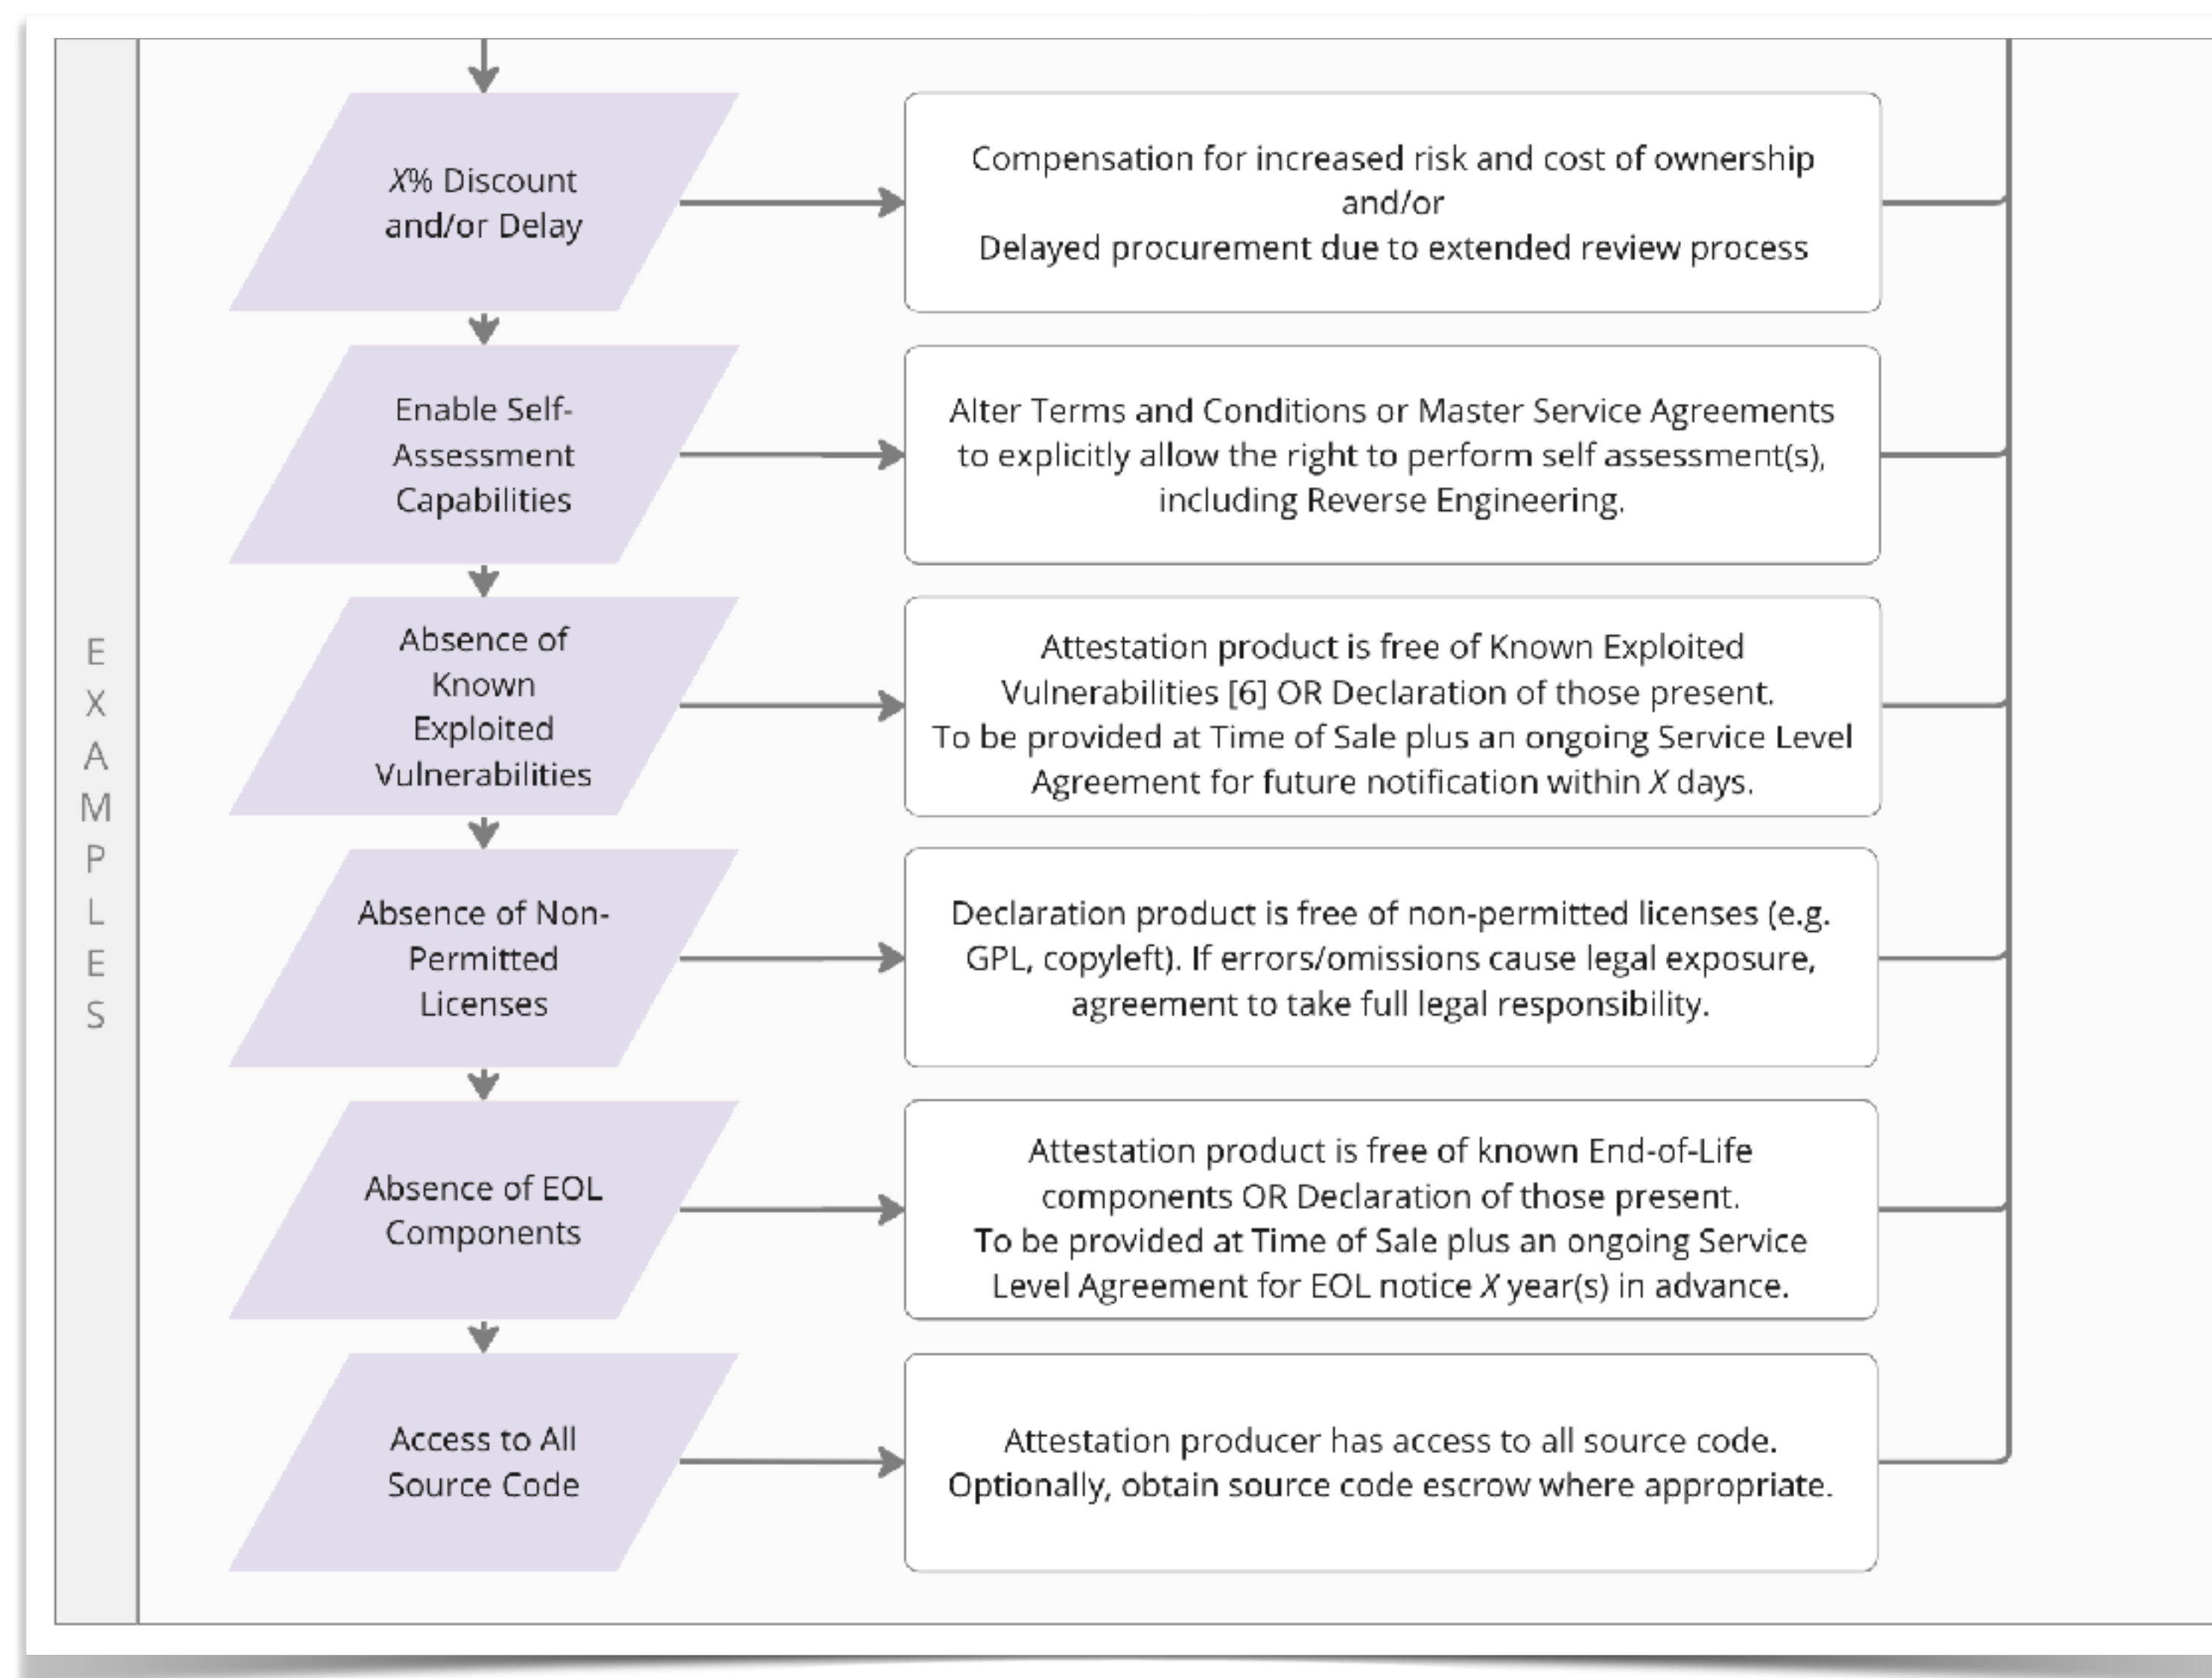 EXAMPLES
X% Discount
and/or Delay
Compensation for increased risk and cost of ownership
and/or
Delayed procurement due to extended review process
Enable Self-
Assessment
Capabilities
Alter Terms and Conditions or Master Service Agreements
to explicitly allow the right to perform self assessment(s),
including Reverse Engineering.
Absence of
Known
Exploited
Vulnerabilities
Attestation product is free of Known Exploited
Vulnerabilities [6] OR Declaration of those present.
To be provided at Time of Sale plus an ongoing Service Level
Agreement for future notification within X days.
Absence of Non-
Permitted
Licenses
Declaration product is free of non-permitted licenses (e.g.
GPL, copyleft). If errors/omissions cause legal exposure,
agreement to take full legal responsibility.
Absence of EOL
Components
Attestation product is free of known End-of-Life
components OR Declaration of those present.
To be provided at Time of Sale plus an ongoing Service
Level Agreement for EOL notice X year(s) in advance.
Access to All
Source Code
Attestation producer has access to all source code.
Optionally, obtain source code escrow where appropriate.